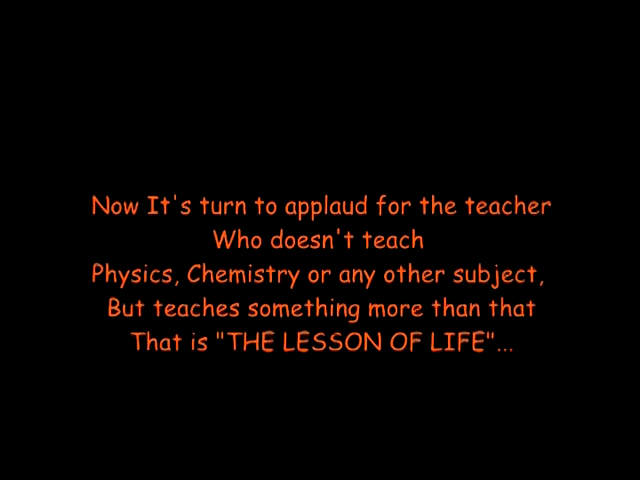 Now It's turn to applaud for the teacher
Who doesn't teach
Physics, Chemistry or any other subject,
But teaches something more than that
That is "THE LESSON OF LIFE"...